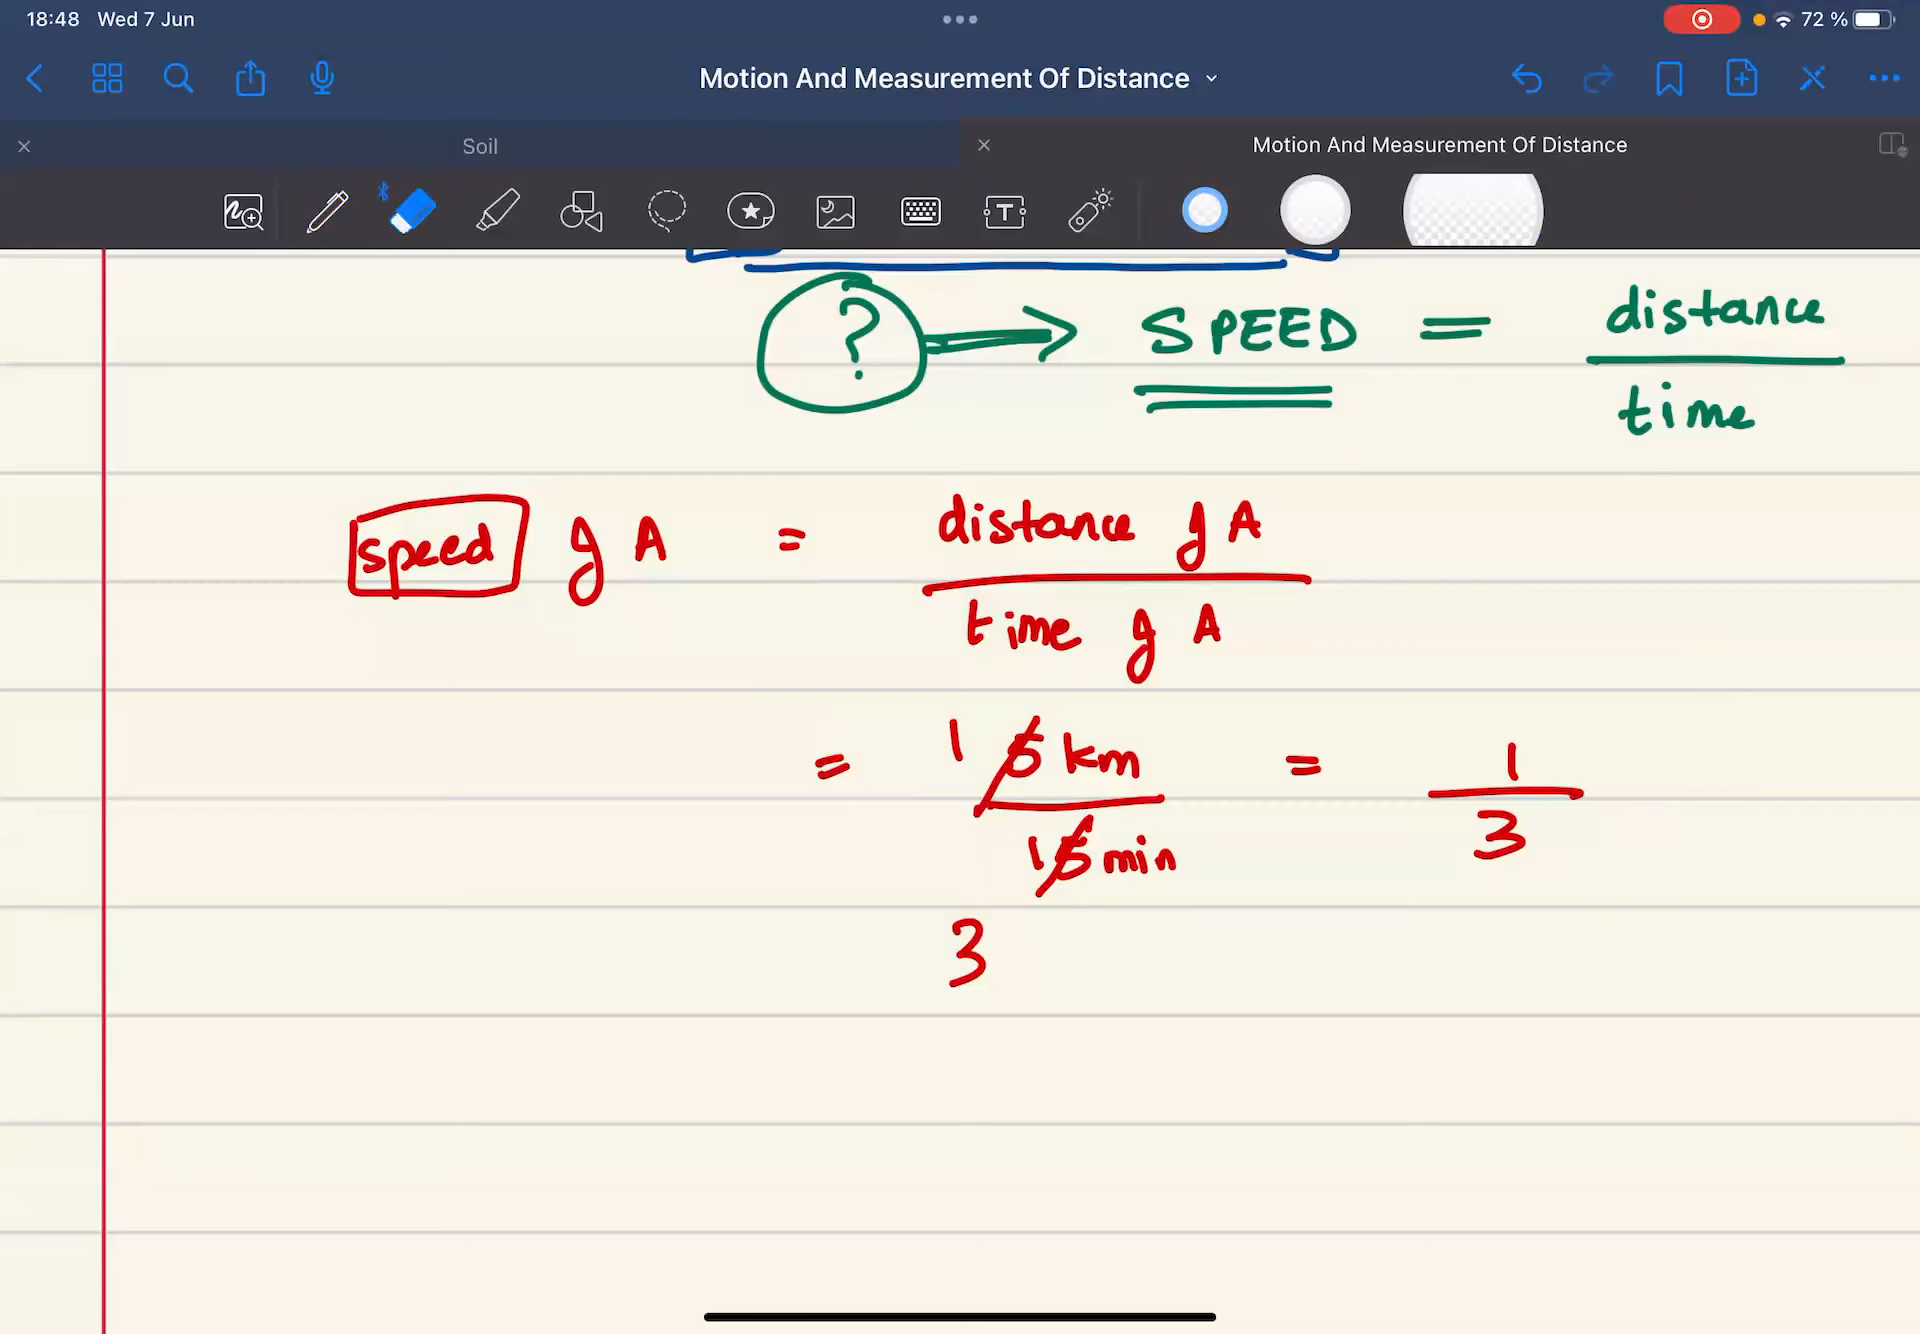 18:48 Wed 7 Jun 72 %
Motion And Measurement Of Distance
Soil
Motion And Measurement Of Distance
? → SPEED = distance / time
speed of A = distance of A / time of A
= 1 5 km / 15 min = 1 / 3
3